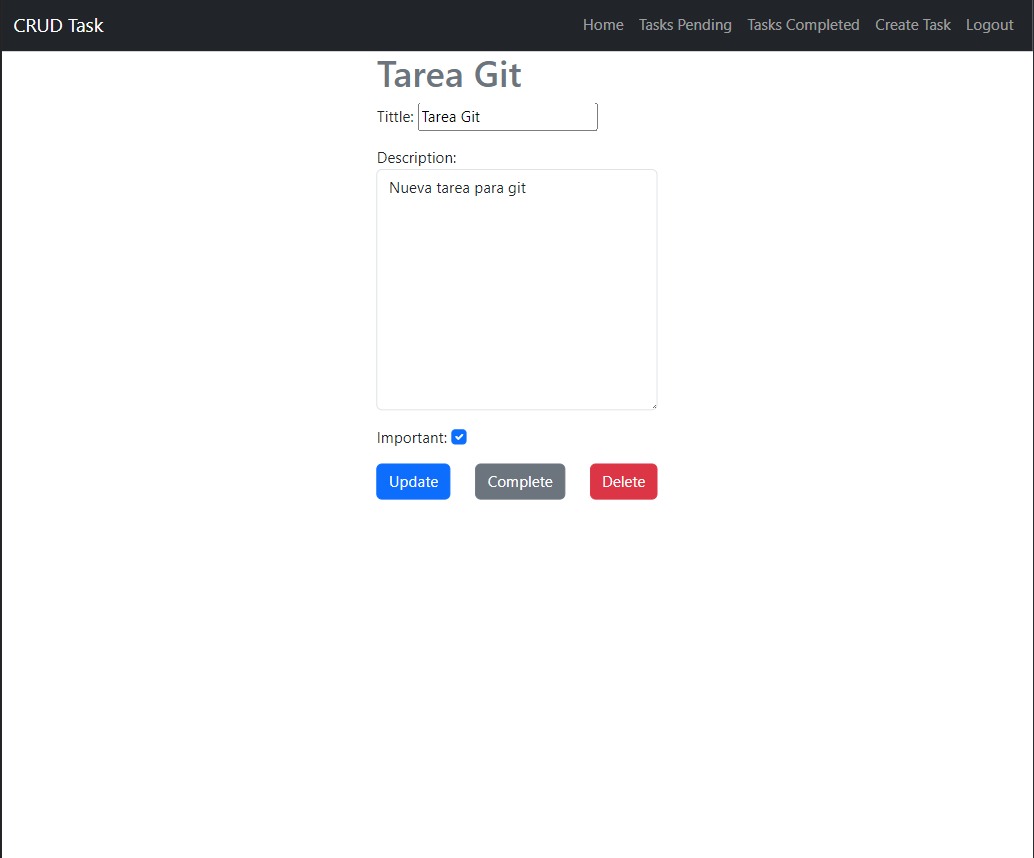 CRUD Task Home Tasks Pending Tasks Completed Create Task Logout
Tarea Git
Tittle: Tarea Git
Description:
Nueva tarea para git
Important:
Update Complete Delete